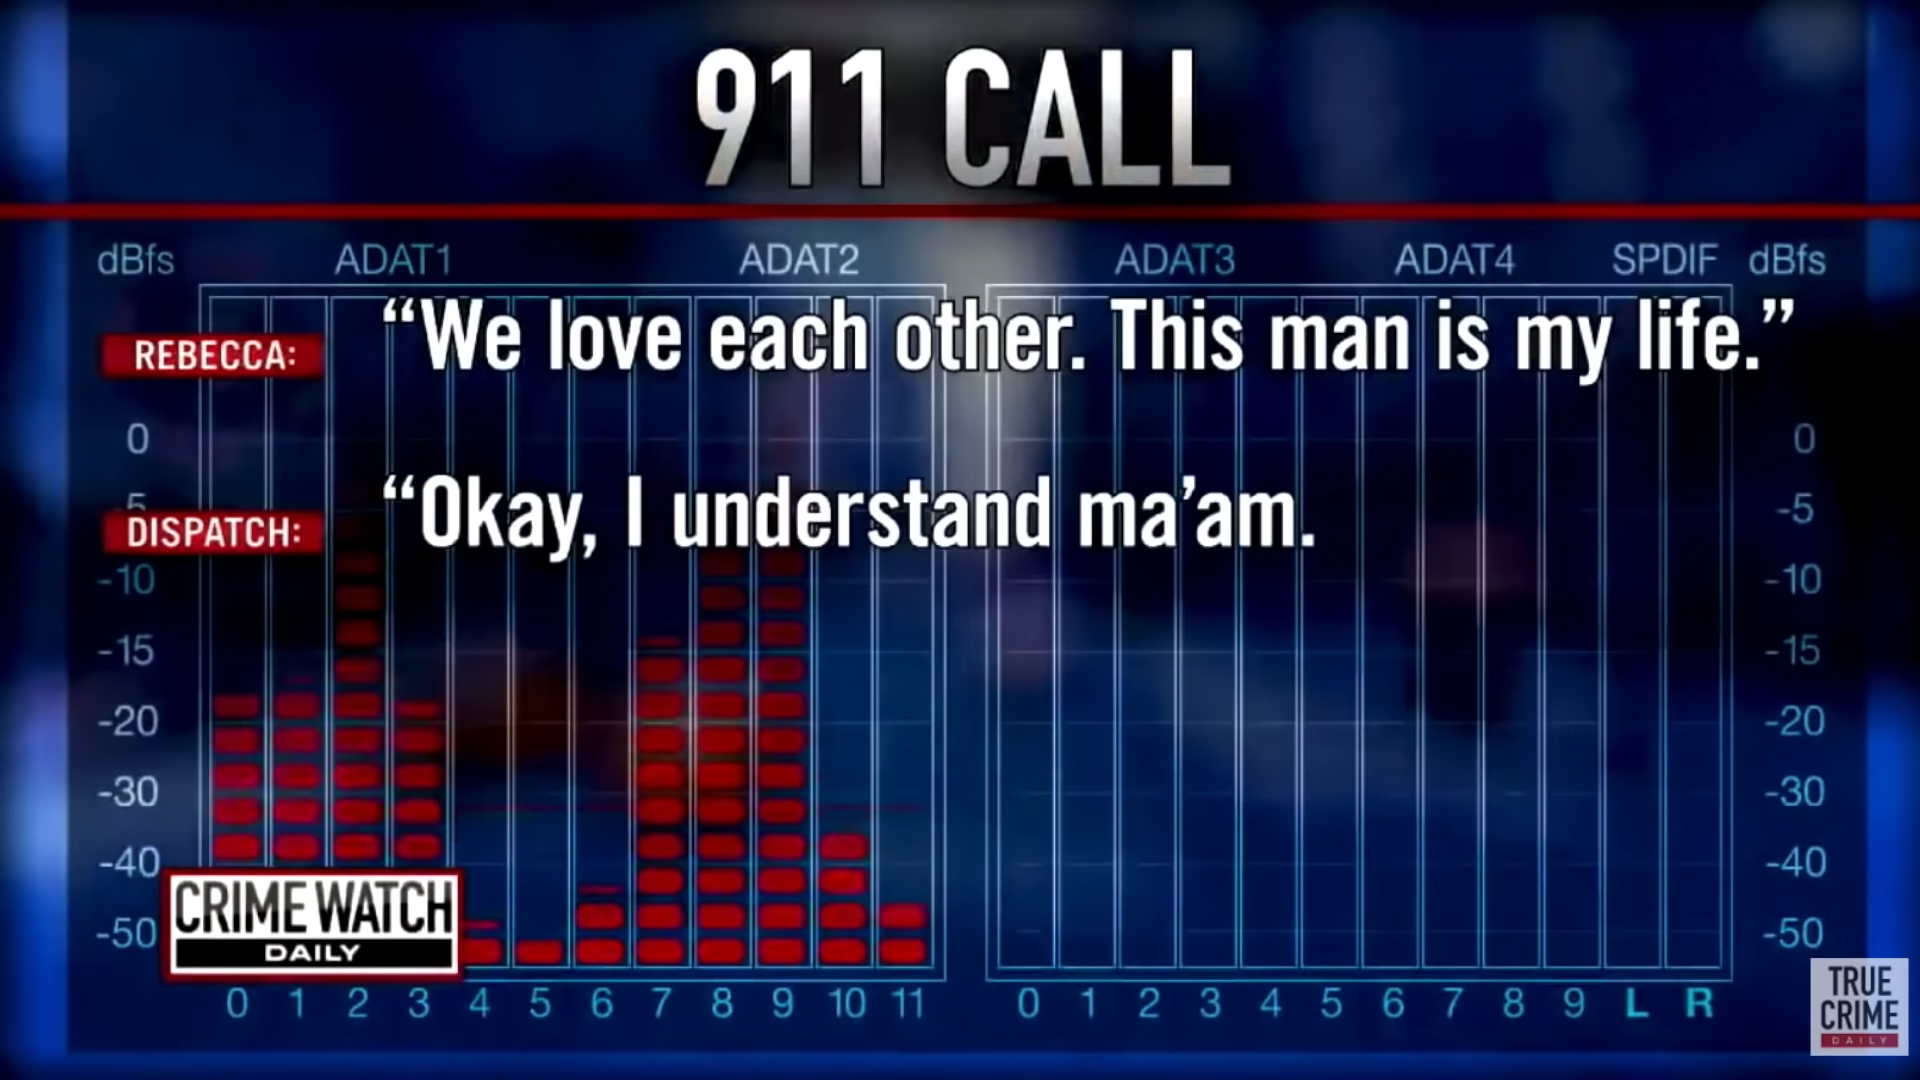 911 CALL
dBfs ADAT1 ADAT2 ADAT3 ADAT4 SPDIF dBfs
REBECCA: “We love each other. This man is my life.”
0 0
5 -5
DISPATCH: “Okay, I understand ma’am.
-10 -10
-15 -15
-20 -20
-30 -30
-40 -40
CRIME WATCH
DAILY
-50 -50
0 1 2 3 4 5 6 7 8 9 10 11 0 1 2 3 4 5 6 7 8 9 L R
TRUE
CRIME
DAILY